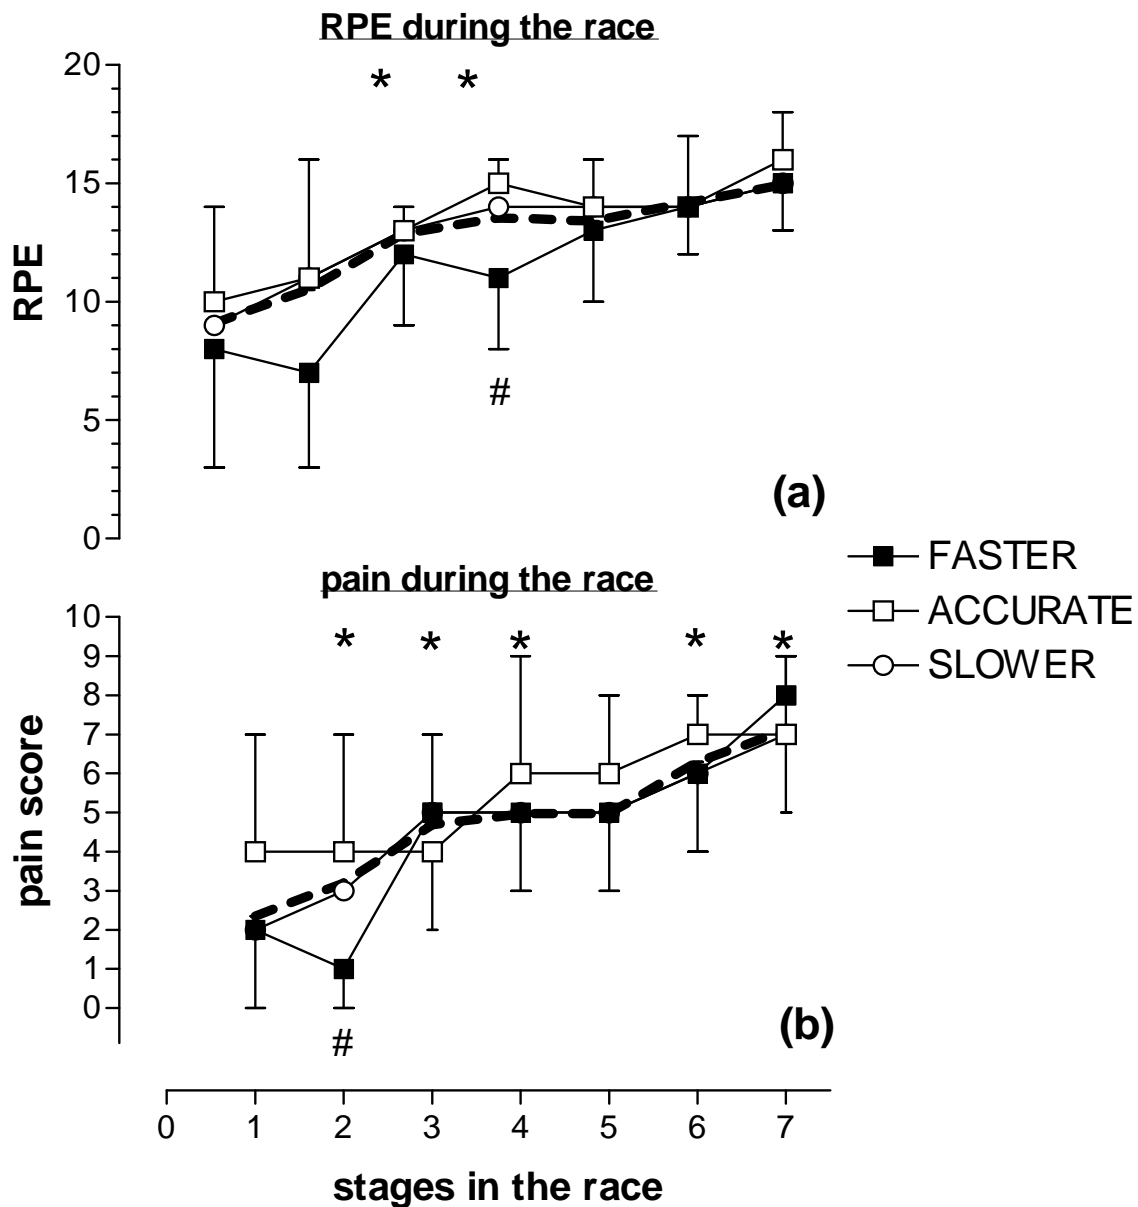 RPE during the race
* *
20
15
10
5
0
RPE
#
(a)
FASTER
ACCURATE
SLOWER
pain during the race
* * * * *
10
9
8
7
6
5
4
3
2
1
0
pain score
#
(b)
0 1 2 3 4 5 6 7
stages in the race